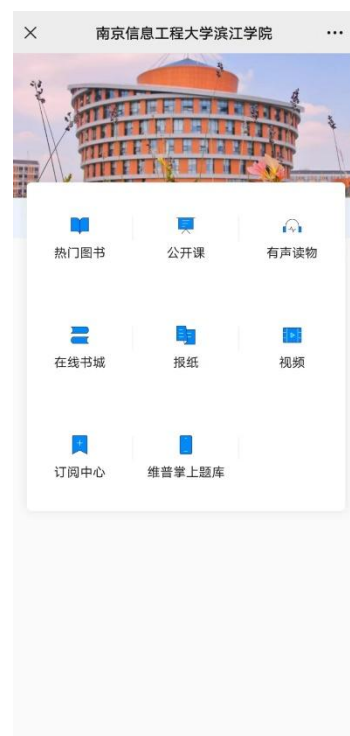 南京信息工程大学滨江学院
热门图书 公开课 有声读物
在线书城 报纸 视频
订阅中心 维普掌上题库